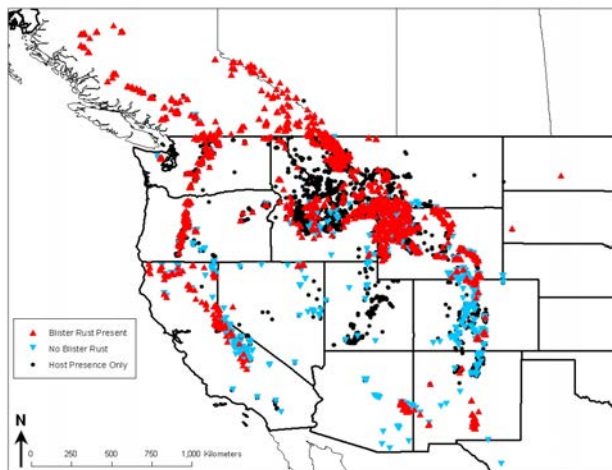 Blister Rust Present
No Blister Rust
Host Presence Only
N
0 250 500 750 1,000 Kilometers